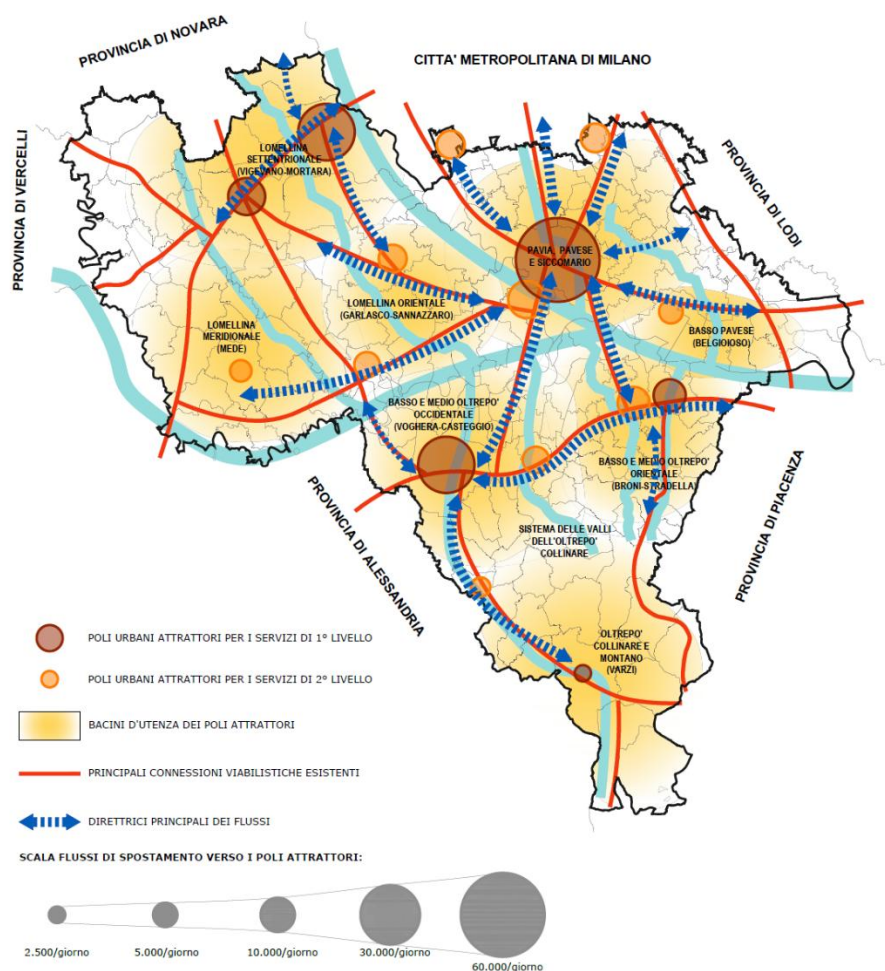 PROVINCIA DI NOVARA
CITTA' METROPOLITANA DI MILANO
PROVINCIA DI VERCELLI
PROVINCIA DI LODI
LOMELLINA
SETTENTRIONALE
(VIGEVANO-MORTARA)
PAVIA, PAVESE
E SICCOMARIO
LOMELLINA ORIENTALE
(GARLASCO-SANNAZZARO)
LOMELLINA
MERIDIONALE
(MEDE)
BASSO PAVESE
(BELGIOIOSO)
BASSO E MEDIO OLTREPO'
OCCIDENTALE
(VOGHERA-CASTEGGIO)
BASSO E MEDIO OLTREPO'
ORIENTALE
(BRONI-STRADELLA)
PROVINCIA DI ALESSANDRIA
PROVINCIA DI PIACENZA
SISTEMA DELLE VALLI
DELL'OLTREPO'
COLLINARE
OLTREPO'
COLLINARE E
MONTANO
(VARZI)
POLI URBANI ATTRATTORI PER I SERVIZI DI 1° LIVELLO
POLI URBANI ATTRATTORI PER I SERVIZI DI 2° LIVELLO
BACINI D'UTENZA DEI POLI ATTRATTORI
PRINCIPALI CONNESSIONI VIABILISTICHE ESISTENTI
DIRETTRICI PRINCIPALI DEI FLUSSI
SCALA FLUSSI DI SPOSTAMENTO VERSO I POLI ATTRATTORI:
2.500/giorno
5.000/giorno
10.000/giorno
30.000/giorno
60.000/giorno